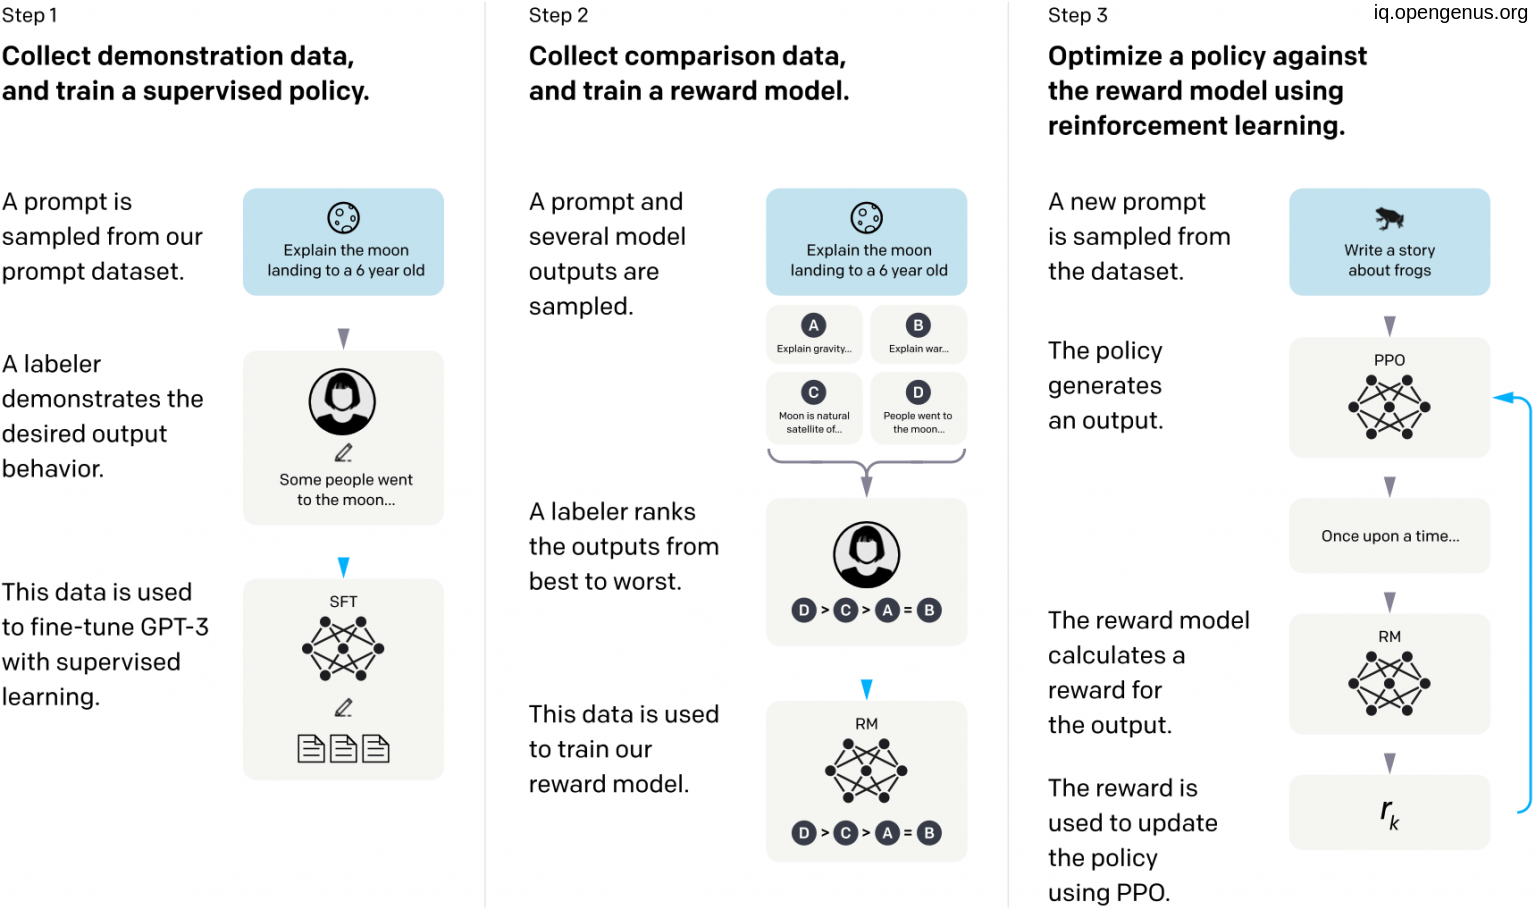 Step 1
Collect demonstration data,
and train a supervised policy.
A prompt is
sampled from our
prompt dataset.
Explain the moon
landing to a 6 year old
A labeler
demonstrates the
desired output
behavior.
Some people went
to the moon...
This data is used
to fine-tune GPT-3
with supervised
learning.
SFT
Step 2
Collect comparison data,
and train a reward model.
A prompt and
several model
outputs are
sampled.
Explain the moon
landing to a 6 year old
A
Explain gravity...
B
Explain war...
C
Moon is natural
satellite of...
D
People went to
the moon...
A labeler ranks
the outputs from
best to worst.
D > C > A = B
This data is used
to train our
reward model.
RM
D > C > A = B
Step 3
iq.opengenus.org
Optimize a policy against
the reward model using
reinforcement learning.
A new prompt
is sampled from
the dataset.
Write a story
about frogs
The policy
generates
an output.
PPO
Once upon a time...
The reward model
calculates a
reward for
the output.
RM
The reward is
used to update
the policy
using PPO.
rk